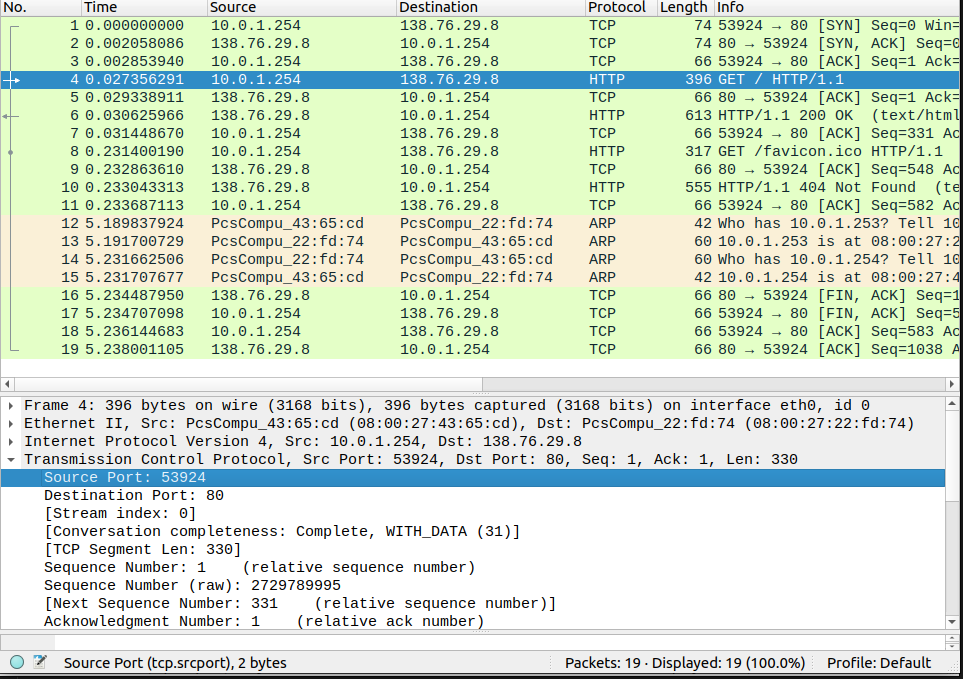 No. Time Source Destination Protocol Length Info
1 0.000000000 10.0.1.254 138.76.29.8 TCP 74 53924 → 80 [SYN] Seq=0 Win=
2 0.002058086 138.76.29.8 10.0.1.254 TCP 74 80 → 53924 [SYN, ACK] Seq=0
3 0.002853940 10.0.1.254 138.76.29.8 TCP 66 53924 → 80 [ACK] Seq=1 Ack=
4 0.027356291 10.0.1.254 138.76.29.8 HTTP 396 GET / HTTP/1.1
5 0.029338911 138.76.29.8 10.0.1.254 TCP 66 80 → 53924 [ACK] Seq=1 Ack=
6 0.030625966 138.76.29.8 10.0.1.254 HTTP 613 HTTP/1.1 200 OK (text/html
7 0.031448670 10.0.1.254 138.76.29.8 TCP 66 53924 → 80 [ACK] Seq=331 Ac
8 0.231400190 10.0.1.254 138.76.29.8 HTTP 317 GET /favicon.ico HTTP/1.1
9 0.232863610 138.76.29.8 10.0.1.254 TCP 66 80 → 53924 [ACK] Seq=548 Ac
10 0.233043313 138.76.29.8 10.0.1.254 HTTP 555 HTTP/1.1 404 Not Found (te
11 0.233687113 10.0.1.254 138.76.29.8 TCP 66 53924 → 80 [ACK] Seq=582 Ac
12 5.189837924 PcsCompu_43:65:cd PcsCompu_22:fd:74 ARP 42 Who has 10.0.1.253? Tell 10
13 5.191700729 PcsCompu_22:fd:74 PcsCompu_43:65:cd ARP 60 10.0.1.253 is at 08:00:27:2
14 5.231662506 PcsCompu_22:fd:74 PcsCompu_43:65:cd ARP 60 Who has 10.0.1.254? Tell 10
15 5.231707677 PcsCompu_43:65:cd PcsCompu_22:fd:74 ARP 42 10.0.1.254 is at 08:00:27:4
16 5.234487950 138.76.29.8 10.0.1.254 TCP 66 80 → 53924 [FIN, ACK] Seq=1
17 5.234707098 10.0.1.254 138.76.29.8 TCP 66 53924 → 80 [FIN, ACK] Seq=5
18 5.236144683 10.0.1.254 138.76.29.8 TCP 66 53924 → 80 [ACK] Seq=583 Ac
19 5.238001105 138.76.29.8 10.0.1.254 TCP 66 80 → 53924 [ACK] Seq=1038 A
Frame 4: 396 bytes on wire (3168 bits), 396 bytes captured (3168 bits) on interface eth0, id 0
Ethernet II, Src: PcsCompu_43:65:cd (08:00:27:43:65:cd), Dst: PcsCompu_22:fd:74 (08:00:27:22:fd:74)
Internet Protocol Version 4, Src: 10.0.1.254, Dst: 138.76.29.8
Transmission Control Protocol, Src Port: 53924, Dst Port: 80, Seq: 1, Ack: 1, Len: 330
Source Port: 53924
Destination Port: 80
[Stream index: 0]
[Conversation completeness: Complete, WITH_DATA (31)]
[TCP Segment Len: 330]
Sequence Number: 1 (relative sequence number)
Sequence Number (raw): 2729789995
[Next Sequence Number: 331 (relative sequence number)]
Acknowledgment Number: 1 (relative ack number)
Source Port (tcp.srcport), 2 bytes Packets: 19 · Displayed: 19 (100.0%) Profile: Default